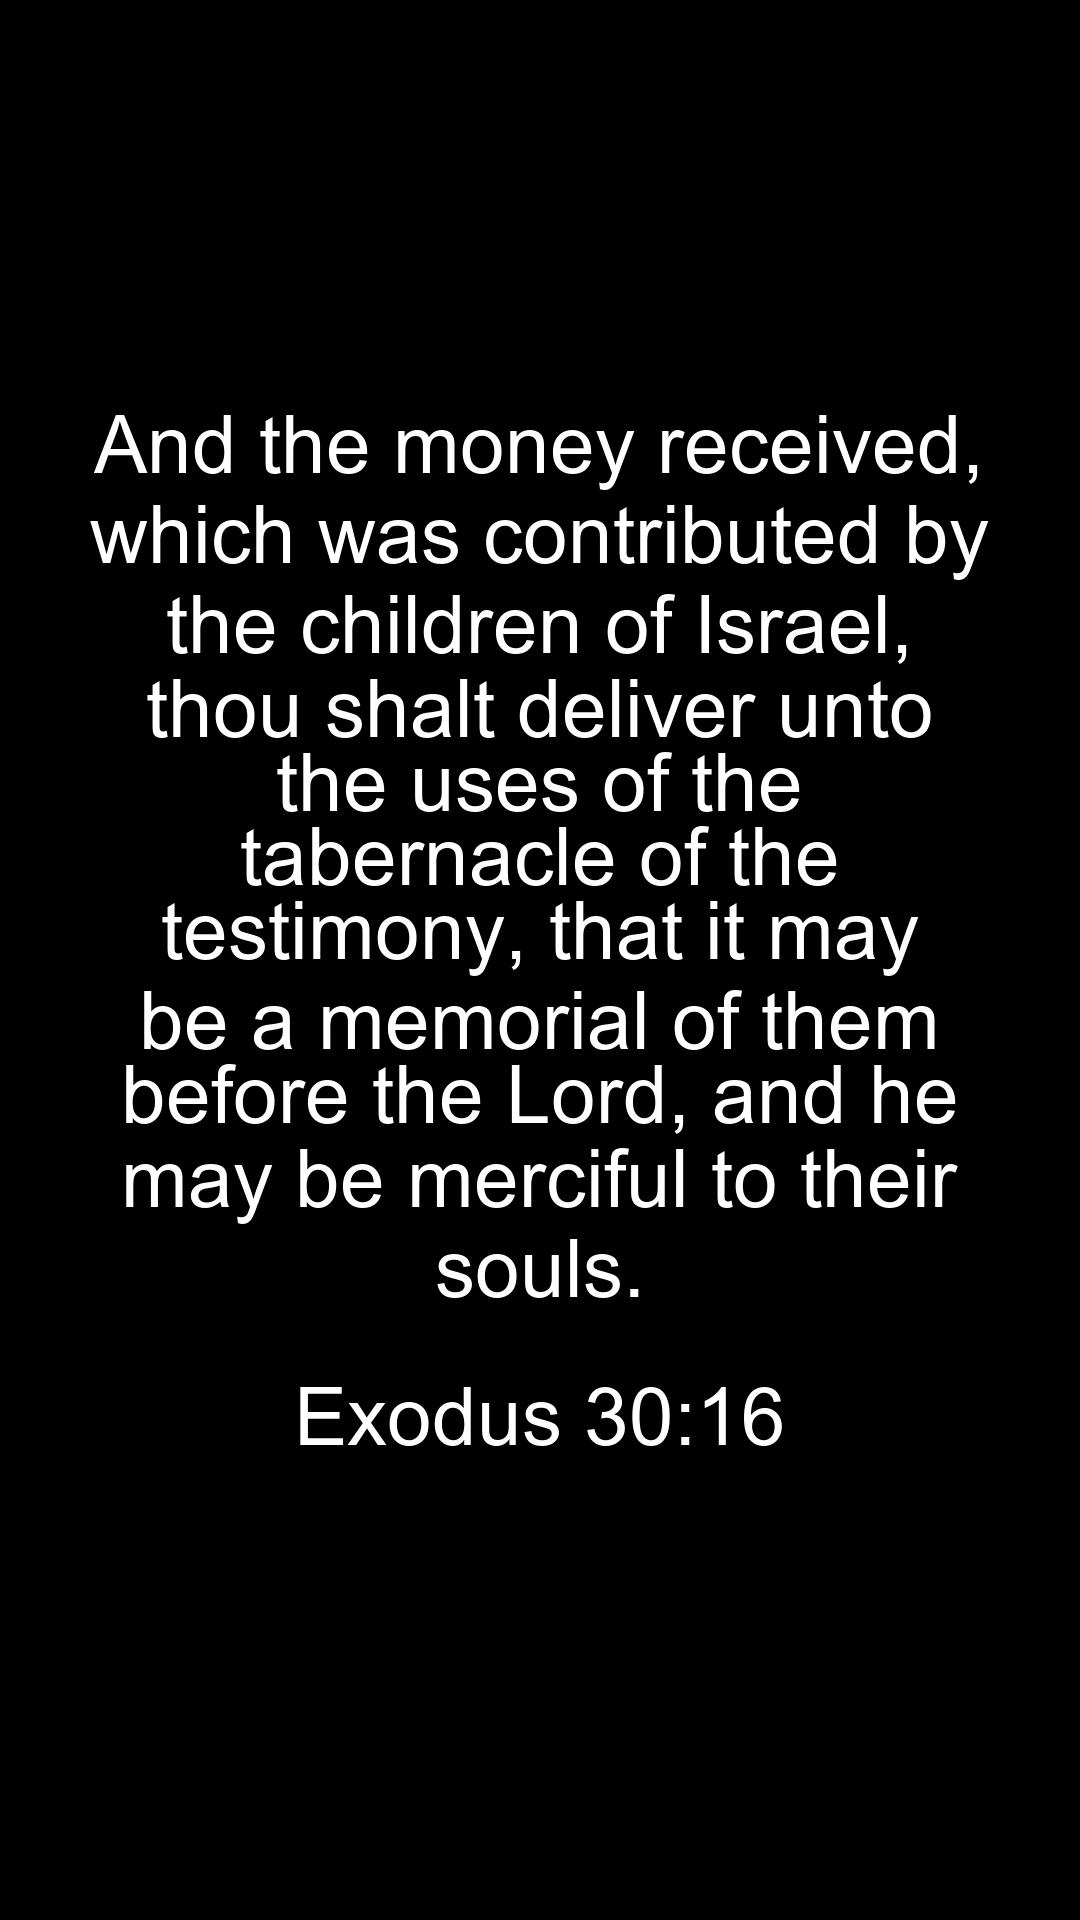 And the money received,
which was contributed by
the children of Israel,
thou shalt deliver unto
the uses of the
tabernacle of the
testimony, that it may
be a memorial of them
before the Lord, and he
may be merciful to their
souls.
Exodus 30:16